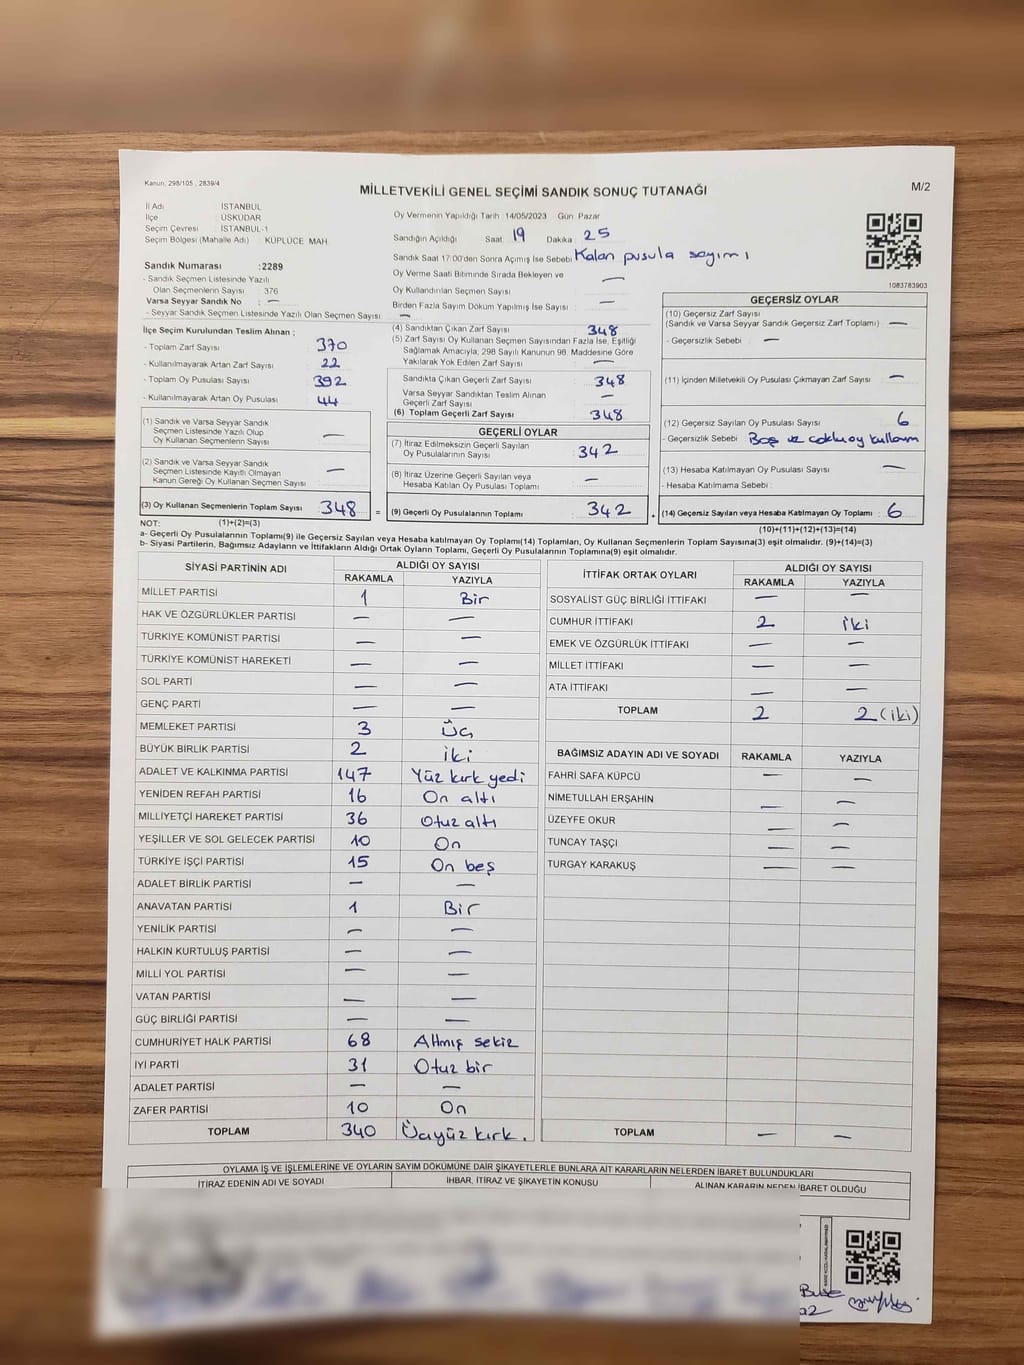 Kanun, 298/105 , 2839/4
MİLLETVEKİLİ GENEL SEÇİMİ SANDIK SONUÇ TUTANAĞI
M/2
İl Adı : İSTANBUL
İlçe : ÜSKÜDAR
Seçim Çevresi : İSTANBUL-1
Seçim Bölgesi (Mahalle Adı) : KÜPLÜCE MAH.
Sandık Numarası :2289
- Sandık Seçmen Listesinde Yazılı
Olan Seçmenlerin Sayısı : 376
Varsa Seyyar Sandık No : —
- Seyyar Sandık Seçmen Listesinde Yazılı Olan Seçmen Sayısı : —
Oy Vermenin Yapıldığı Tarih : 14/05/2023 Gün : Pazar
Sandığın Açıldığı Saat : 19 Dakika : 25
Sandık Saat 17:00'den Sonra Açılmış İse Sebebi : Kalan pusula sayımı
Oy Verme Saati Bitiminde Sırada Bekleyen ve
Oy Kullandırılan Seçmen Sayısı : —
Birden Fazla Sayım Döküm Yapılmış İse Sayısı : —
1083783903
İlçe Seçim Kurulundan Teslim Alınan ;
- Toplam Zarf Sayısı : 370
- Kullanılmayarak Artan Zarf Sayısı : 22
- Toplam Oy Pusulası Sayısı : 392
- Kullanılmayarak Artan Oy Pusulası : 44
(1) Sandık ve Varsa Seyyar Sandık
Seçmen Listesinde Yazılı Olup
Oy Kullanan Seçmenlerin Sayısı : —
(2) Sandık ve Varsa Seyyar Sandık
Seçmen Listesinde Kayıtlı Olmayan
Kanun Gereği Oy Kullanan Seçmen Sayısı : —
(3) Oy Kullanan Seçmenlerin Toplam Sayısı : 348 =
(4) Sandıktan Çıkan Zarf Sayısı : 348
(5) Zarf Sayısı Oy Kullanan Seçmen Sayısından Fazla İse, Eşitliği
Sağlamak Amacıyla; 298 Sayılı Kanunun 98. Maddesine Göre
Yakılarak Yok Edilen Zarf Sayısı : —
Sandıkta Çıkan Geçerli Zarf Sayısı : 348
Varsa Seyyar Sandıktan Teslim Alınan
Geçerli Zarf Sayısı : —
(6) Toplam Geçerli Zarf Sayısı : 348
GEÇERLİ OYLAR
(7) İtiraz Edilmeksizin Geçerli Sayılan
Oy Pusulalarının Sayısı : 342
(8) İtiraz Üzerine Geçerli Sayılan veya
Hesaba Katılan Oy Pusulası Toplamı : —
(9) Geçerli Oy Pusulalarının Toplamı : 342 +
GEÇERSİZ OYLAR
(10) Geçersiz Zarf Sayısı
(Sandık ve Varsa Seyyar Sandık Geçersiz Zarf Toplamı) : —
- Geçersizlik Sebebi : —
(11) İçinden Milletvekili Oy Pusulası Çıkmayan Zarf Sayısı : —
(12) Geçersiz Sayılan Oy Pusulası Sayısı : 6
- Geçersizlik Sebebi : Boş ve çoklu oy kullanım
(13) Hesaba Katılmayan Oy Pusulası Sayısı : —
- Hesaba Katılmama Sebebi :
(14) Geçersiz Sayılan veya Hesaba Katılmayan Oy Toplamı : 6
NOT: (1)+(2)=(3)
(10)+(11)+(12)+(13)=(14)
a- Geçerli Oy Pusulalarının Toplamı(9) ile Geçersiz Sayılan veya Hesaba katılmayan Oy Toplamı(14) Toplamları, Oy Kullanan Seçmenlerin Toplam Sayısına(3) eşit olmalıdır. (9)+(14)=(3)
b- Siyasi Partilerin, Bağımsız Adayların ve İttifakların Aldığı Ortak Oyların Toplamı, Geçerli Oy Pusulalarının Toplamına(9) eşit olmalıdır.
SİYASİ PARTİNİN ADI ALDIĞI OY SAYISI
RAKAMLA YAZIYLA
MİLLET PARTİSİ 1 Bir
HAK VE ÖZGÜRLÜKLER PARTİSİ — —
TÜRKİYE KOMÜNİST PARTİSİ — —
TÜRKİYE KOMÜNİST HAREKETİ — —
SOL PARTİ — —
GENÇ PARTİ — —
MEMLEKET PARTİSİ 3 Üç
BÜYÜK BİRLİK PARTİSİ 2 İki
ADALET VE KALKINMA PARTİSİ 147 Yüz kırk yedi
YENİDEN REFAH PARTİSİ 16 On altı
MİLLİYETÇİ HAREKET PARTİSİ 36 Otuz altı
YEŞİLLER VE SOL GELECEK PARTİSİ 10 On
TÜRKİYE İŞÇİ PARTİSİ 15 On beş
ADALET BİRLİK PARTİSİ — —
ANAVATAN PARTİSİ 1 Bir
YENİLİK PARTİSİ — —
HALKIN KURTULUŞ PARTİSİ — —
MİLLİ YOL PARTİSİ — —
VATAN PARTİSİ — —
GÜÇ BİRLİĞİ PARTİSİ — —
CUMHURİYET HALK PARTİSİ 68 Altmış sekiz
İYİ PARTİ 31 Otuz bir
ADALET PARTİSİ — —
ZAFER PARTİSİ 10 On
TOPLAM 340 Üçyüz kırk.
İTTİFAK ORTAK OYLARI ALDIĞI OY SAYISI
RAKAMLA YAZIYLA
SOSYALİST GÜÇ BİRLİĞİ İTTİFAKI — —
CUMHUR İTTİFAKI 2 İki
EMEK VE ÖZGÜRLÜK İTTİFAKI — —
MİLLET İTTİFAKI — —
ATA İTTİFAKI — —
TOPLAM 2 2 (iki)
BAĞIMSIZ ADAYIN ADI VE SOYADI RAKAMLA YAZIYLA
FAHRİ SAFA KÜPCÜ — —
NİMETULLAH ERŞAHİN — —
ÜZEYFE OKUR — —
TUNCAY TAŞÇI — —
TURGAY KARAKUŞ — —
TOPLAM — —
OYLAMA İŞ VE İŞLEMLERİNE VE OYLARIN SAYIM DÖKÜMÜNE DAİR ŞİKAYETLERLE BUNLARA AİT KARARLARIN NELERDEN İBARET BULUNDUKLARI
İTİRAZ EDENİN ADI VE SOYADI İHBAR, İTİRAZ VE ŞİKAYETİN KONUSU ALINAN KARARIN NEDEN İBARET OLDUĞU